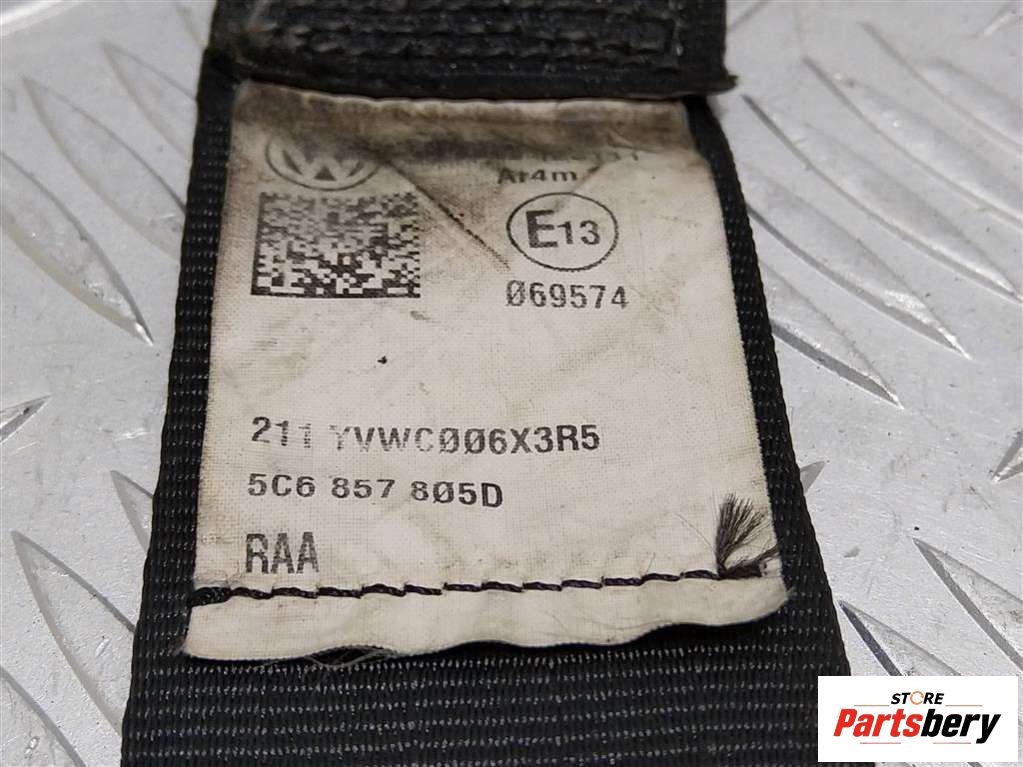 Ar4m
E13
069574
211 YVWC006X3R5
5C6 857 805D
RAA
STORE
Partsbery